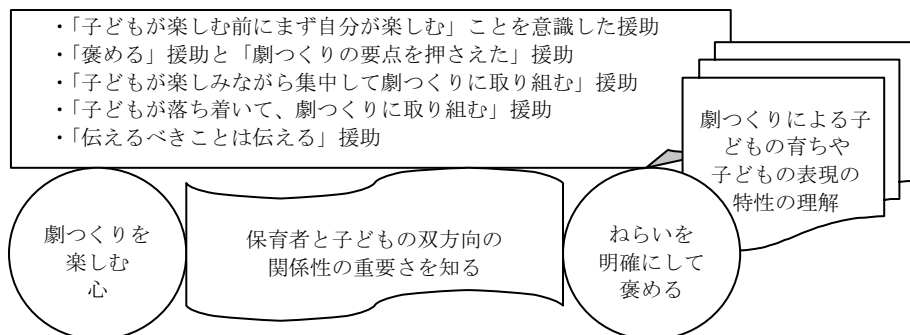 ・「子どもが楽しむ前にまず自分が楽しむ」ことを意識した援助
・「褒める」援助と「劇つくりの要点を押さえた」援助
・「子どもが楽しみながら集中して劇つくりに取り組む」援助
・「子どもが落ち着いて、劇つくりに取り組む」援助
・「伝えるべきことは伝える」援助
劇つくりによる子
どもの育ちや
子どもの表現の
特性の理解
劇つくりを
楽しむ
心
保育者と子どもの双方向の
関係性の重要さを知る
ねらいを
明確にして
褒める